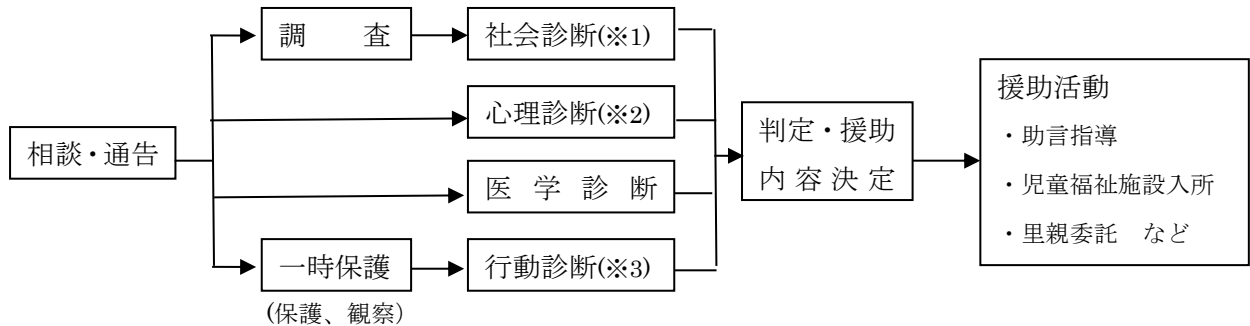 相談・通告
調　査
社会診断(※1)
心理診断(※2)
医 学 診 断
一時保護
(保護、観察）
行動診断(※3)
判定・援助
内 容 決 定
援助活動
・助言指導
・児童福祉施設入所
・里親委託　など